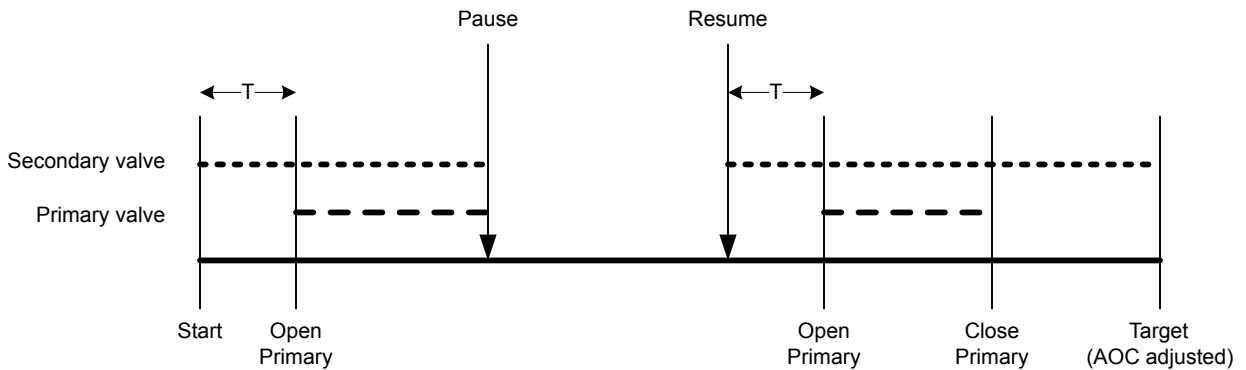 Pause
Resume
T
T
Secondary valve
Primary valve
Start
Open
Primary
Open
Primary
Close
Primary
Target
(AOC adjusted)